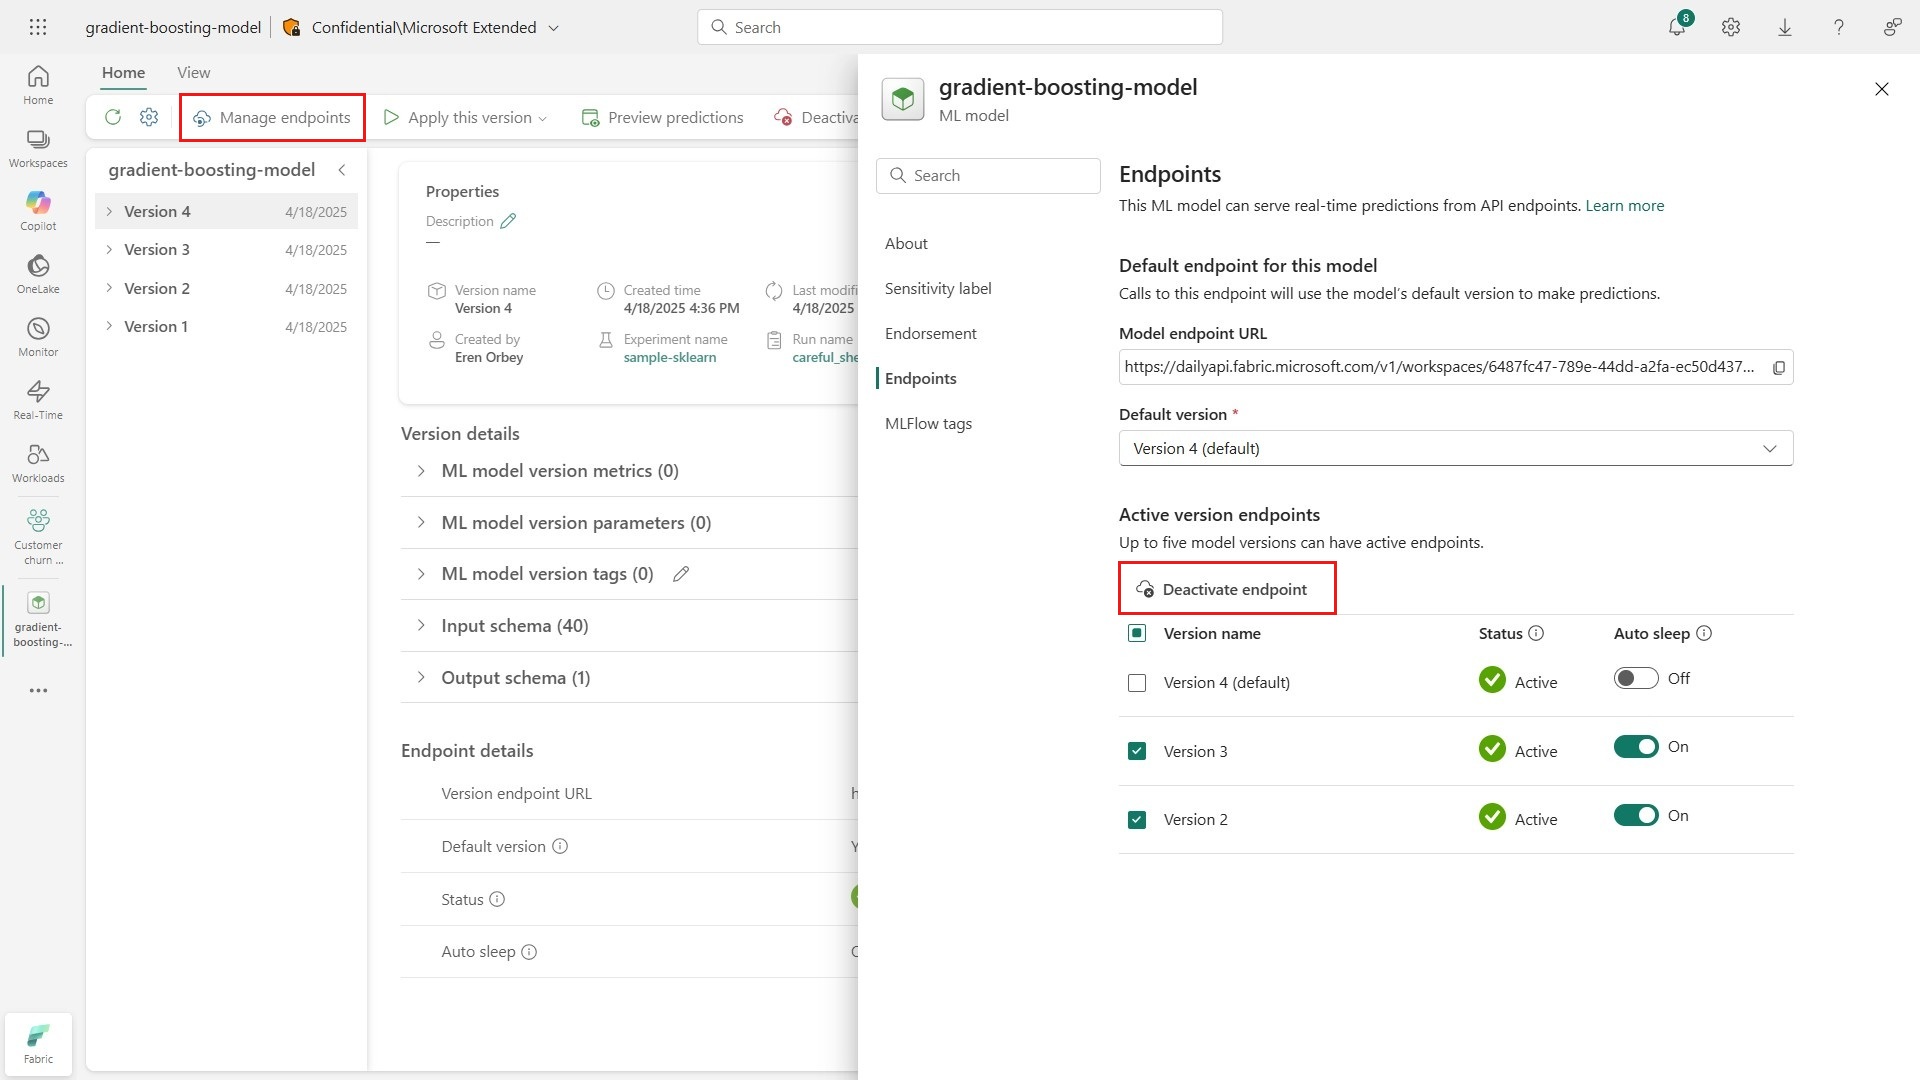 gradient-boosting-model
Confidential\Microsoft Extended
Search
8
Home
Workspaces
Copilot
OneLake
Monitor
Real-Time
Workloads
Customer
churn ...
gradient-
boosting-...
Fabric
Home
View
Manage endpoints
Apply this version
Preview predictions
Deactiva
gradient-boosting-model
Version 4 4/18/2025
Version 3 4/18/2025
Version 2 4/18/2025
Version 1 4/18/2025
Properties
Description
—
Version name
Version 4
Created time
4/18/2025 4:36 PM
Last modifi
4/18/2025
Created by
Eren Orbey
Experiment name
sample-sklearn
Run name
careful_she
Version details
ML model version metrics (0)
ML model version parameters (0)
ML model version tags (0)
Input schema (40)
Output schema (1)
Endpoint details
Version endpoint URL h
Default version Y
Status
Auto sleep
gradient-boosting-model
ML model
Search
About
Sensitivity label
Endorsement
Endpoints
MLFlow tags
Endpoints
This ML model can serve real-time predictions from API endpoints. Learn more
Default endpoint for this model
Calls to this endpoint will use the model's default version to make predictions.
Model endpoint URL
https://dailyapi.fabric.microsoft.com/v1/workspaces/6487fc47-789e-44dd-a2fa-ec50d437...
Default version *
Version 4 (default)
Active version endpoints
Up to five model versions can have active endpoints.
Deactivate endpoint
Version name Status Auto sleep
Version 4 (default) Active Off
Version 3 Active On
Version 2 Active On